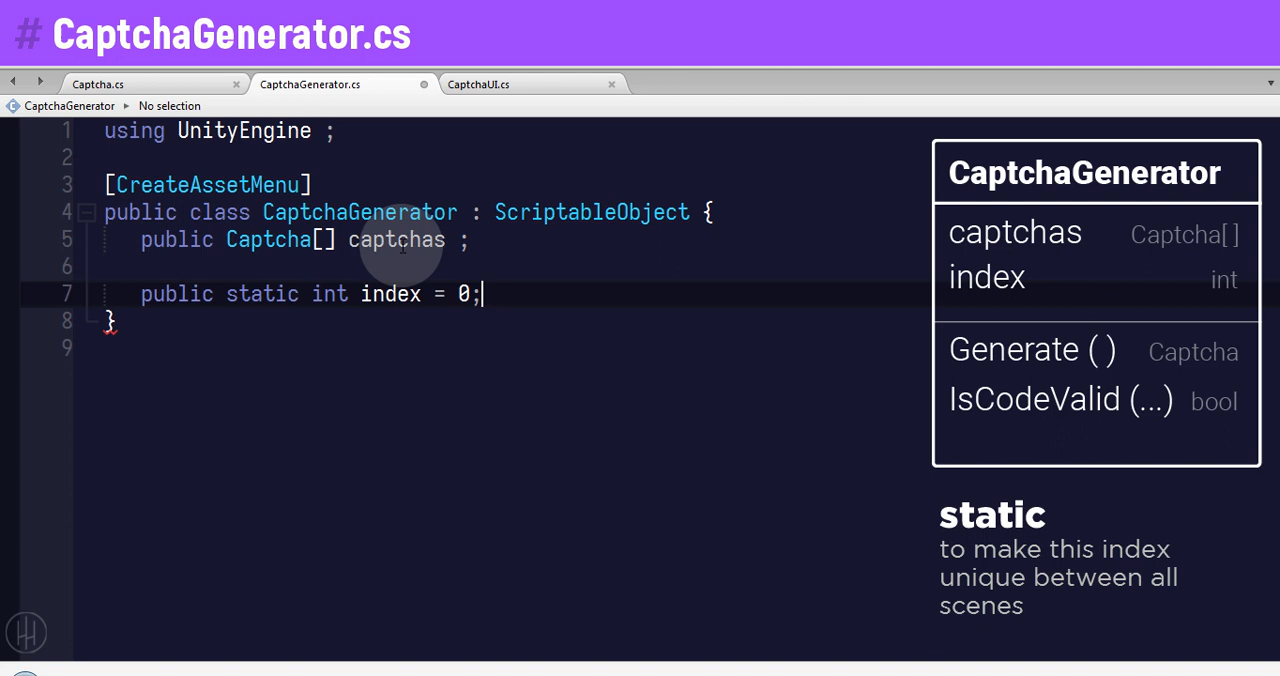 # CaptchaGenerator.cs
Captcha.cs
CaptchaGenerator.cs
CaptchaUI.cs
CaptchaGenerator
No selection
1 using UnityEngine ;
2
3 [CreateAssetMenu]
4 public class CaptchaGenerator : ScriptableObject {
5 public Captcha[] captchas ;
6
7 public static int index = 0;
8 }
9
CaptchaGenerator
captchas Captcha[]
index int
Generate ( ) Captcha
IsCodeValid (...) bool
static
to make this index
unique between all
scenes